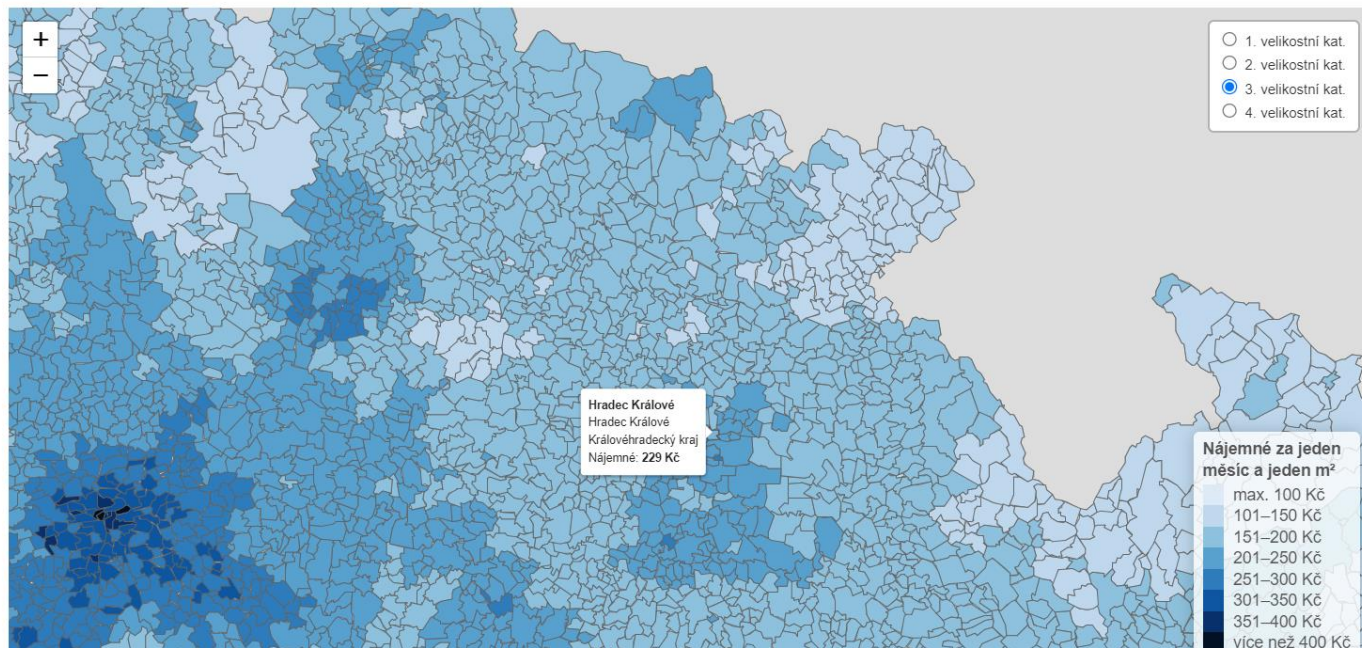 +
−
1. velikostní kat.
2. velikostní kat.
3. velikostní kat.
4. velikostní kat.
Hradec Králové
Hradec Králové
Královéhradecký kraj
Nájemné: 229 Kč
Nájemné za jeden
měsíc a jeden m²
max. 100 Kč
101–150 Kč
151–200 Kč
201–250 Kč
251–300 Kč
301–350 Kč
351–400 Kč
více než 400 Kč